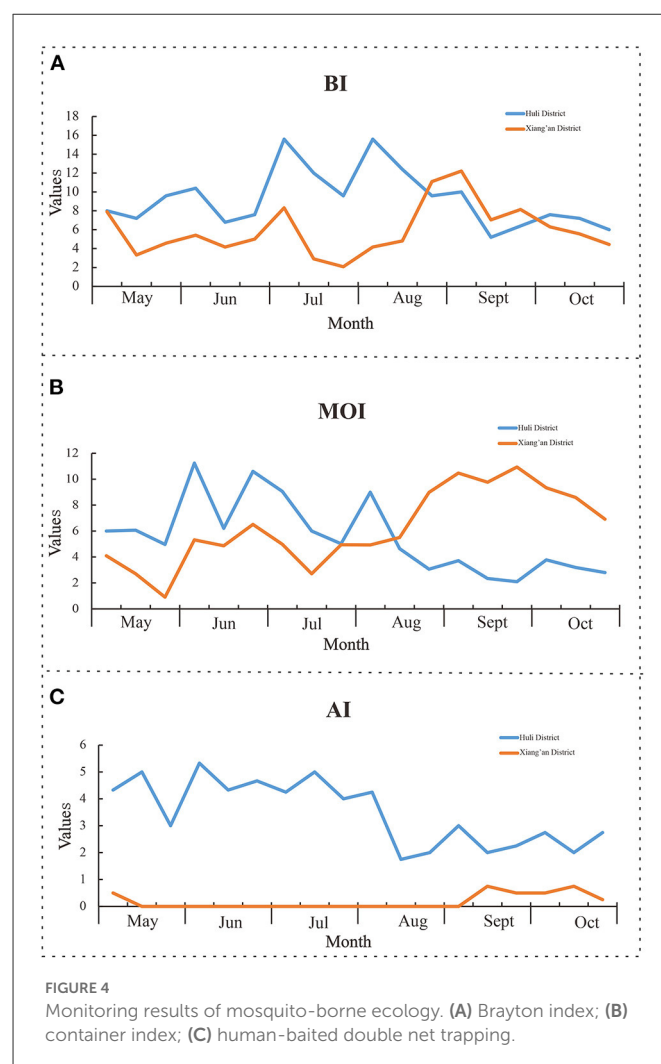 A
BI
Huli District
Xiang'an District
18
16
14
12
10
8
6
4
2
0
Values
May Jun Jul Aug Sept Oct
Month
B
MOI
Huli District
Xiang'an District
12
10
8
6
4
2
0
Values
May Jun Jul Aug Sept Oct
Month
C
AI
Huli District
Xiang'an District
6
5
4
3
2
1
0
Values
May Jun Jul Aug Sept Oct
Month
FIGURE 4
Monitoring results of mosquito-borne ecology. (A) Brayton index; (B)
container index; (C) human-baited double net trapping.